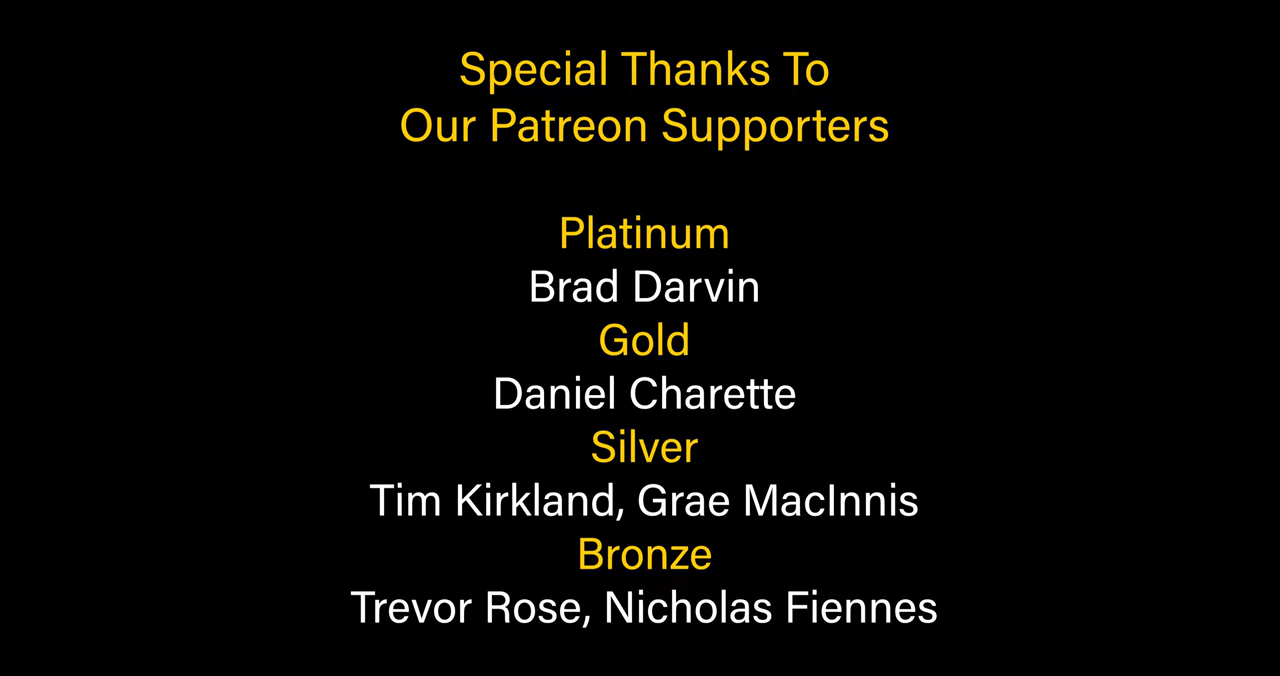 Special Thanks To
Our Patreon Supporters
Platinum
Brad Darvin
Gold
Daniel Charette
Silver
Tim Kirkland, Grae MacInnis
Bronze
Trevor Rose, Nicholas Fiennes